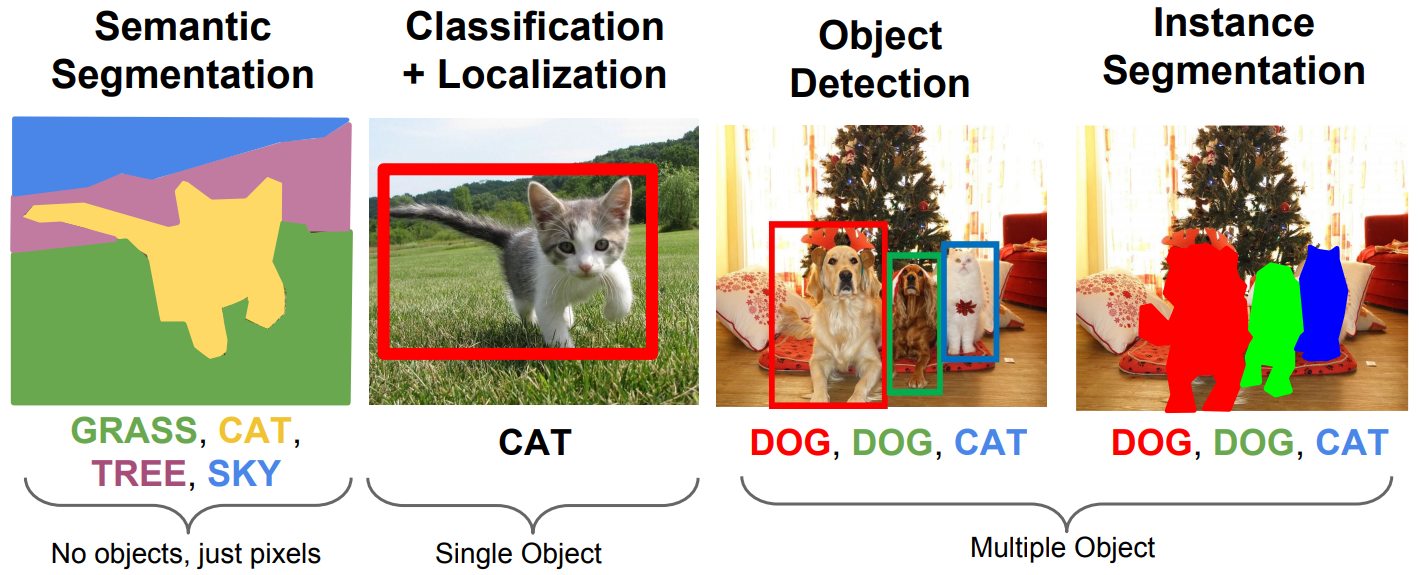 Semantic
Segmentation
Classification
+ Localization
Object
Detection
Instance
Segmentation
GRASS, CAT,
TREE, SKY
CAT
DOG, DOG, CAT
DOG, DOG, CAT
No objects, just pixels
Single Object
Multiple Object